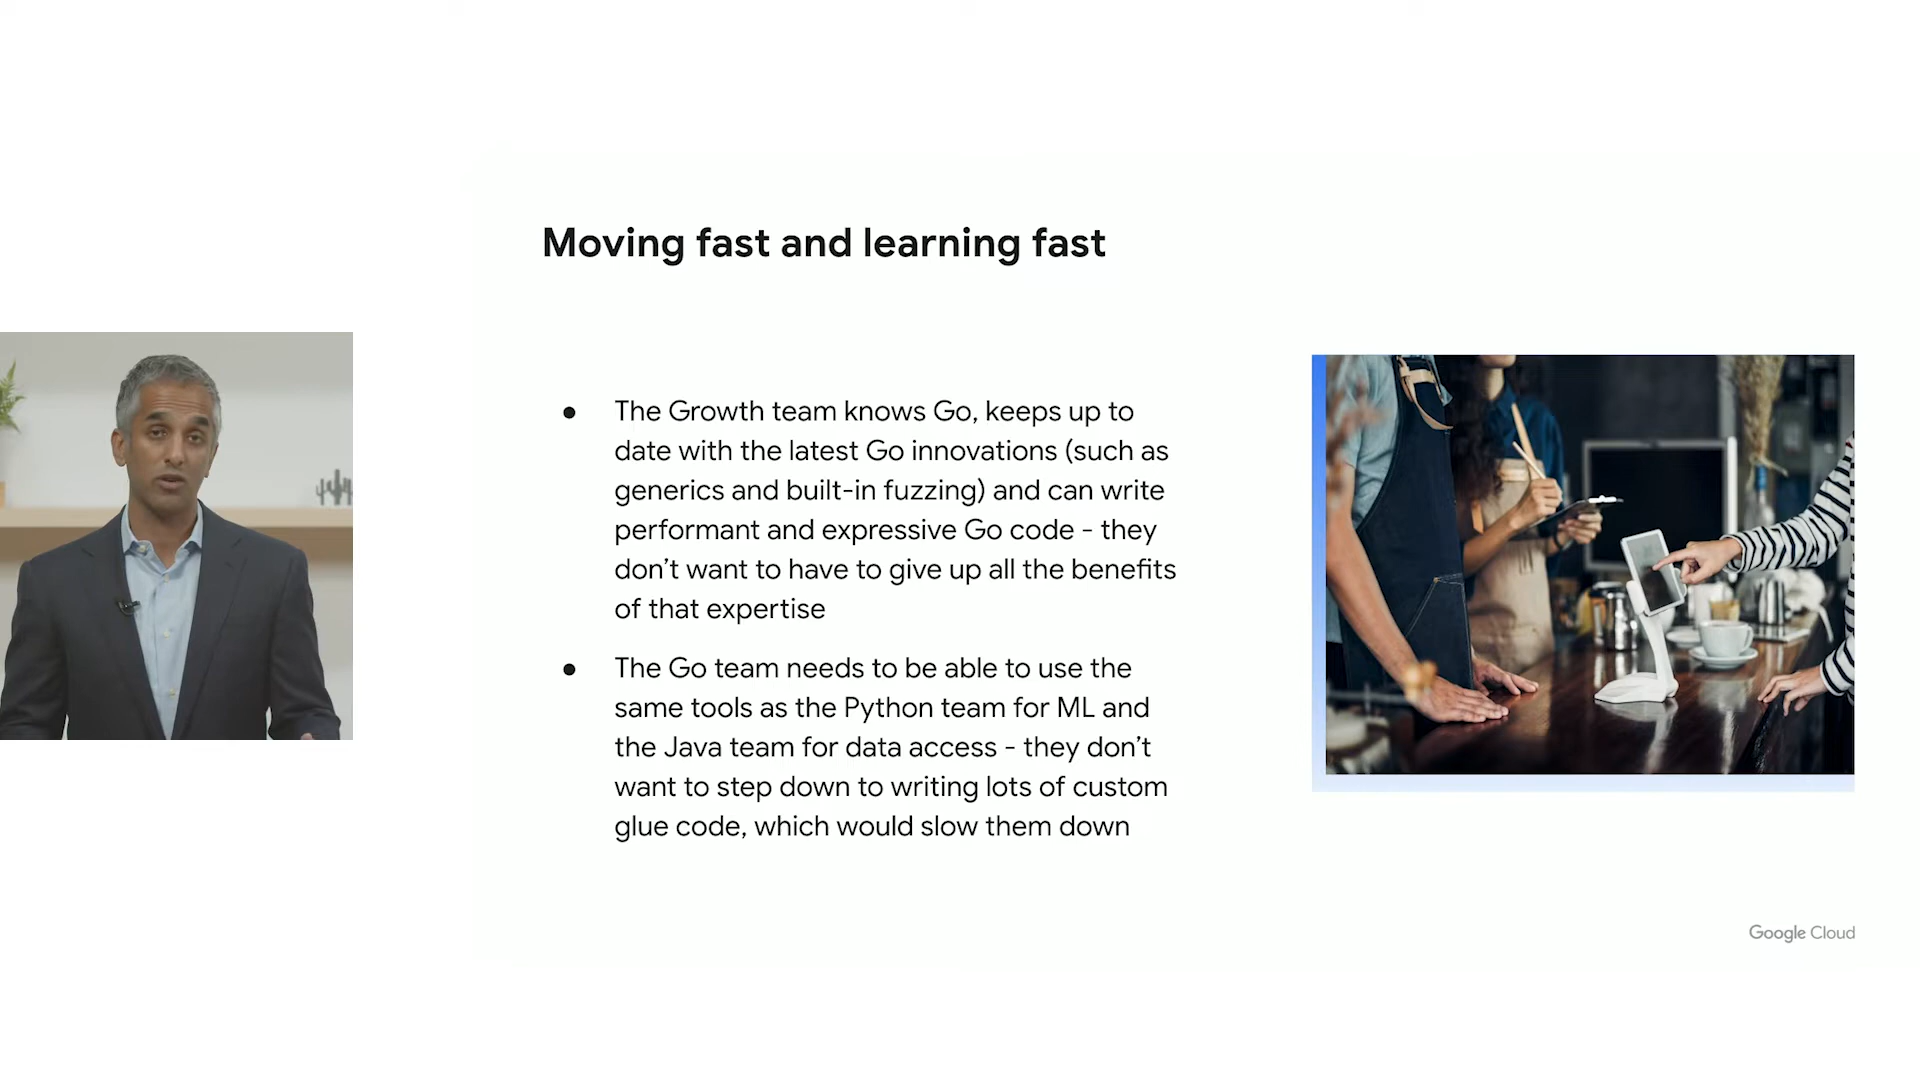 Moving fast and learning fast
● The Growth team knows Go, keeps up to
date with the latest Go innovations (such as
generics and built-in fuzzing) and can write
performant and expressive Go code - they
don’t want to have to give up all the benefits
of that expertise
● The Go team needs to be able to use the
same tools as the Python team for ML and
the Java team for data access - they don’t
want to step down to writing lots of custom
glue code, which would slow them down
Google Cloud